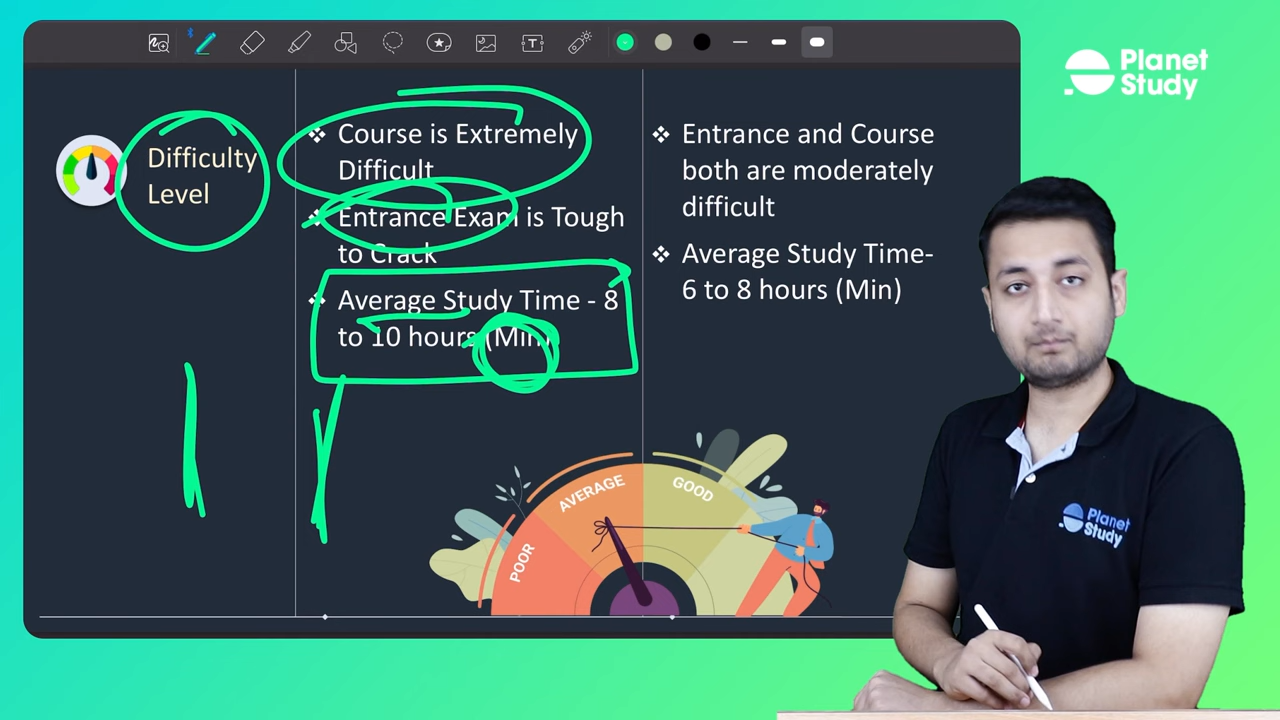 Planet
Study
Difficulty
Level
❖ Course is Extremely
Difficult
❖ Entrance Exam is Tough
to Crack
❖ Average Study Time - 8
to 10 hours (Min)
❖ Entrance and Course
both are moderately
difficult
❖ Average Study Time-
6 to 8 hours (Min)
POOR
AVERAGE
GOOD
Planet
Study
T